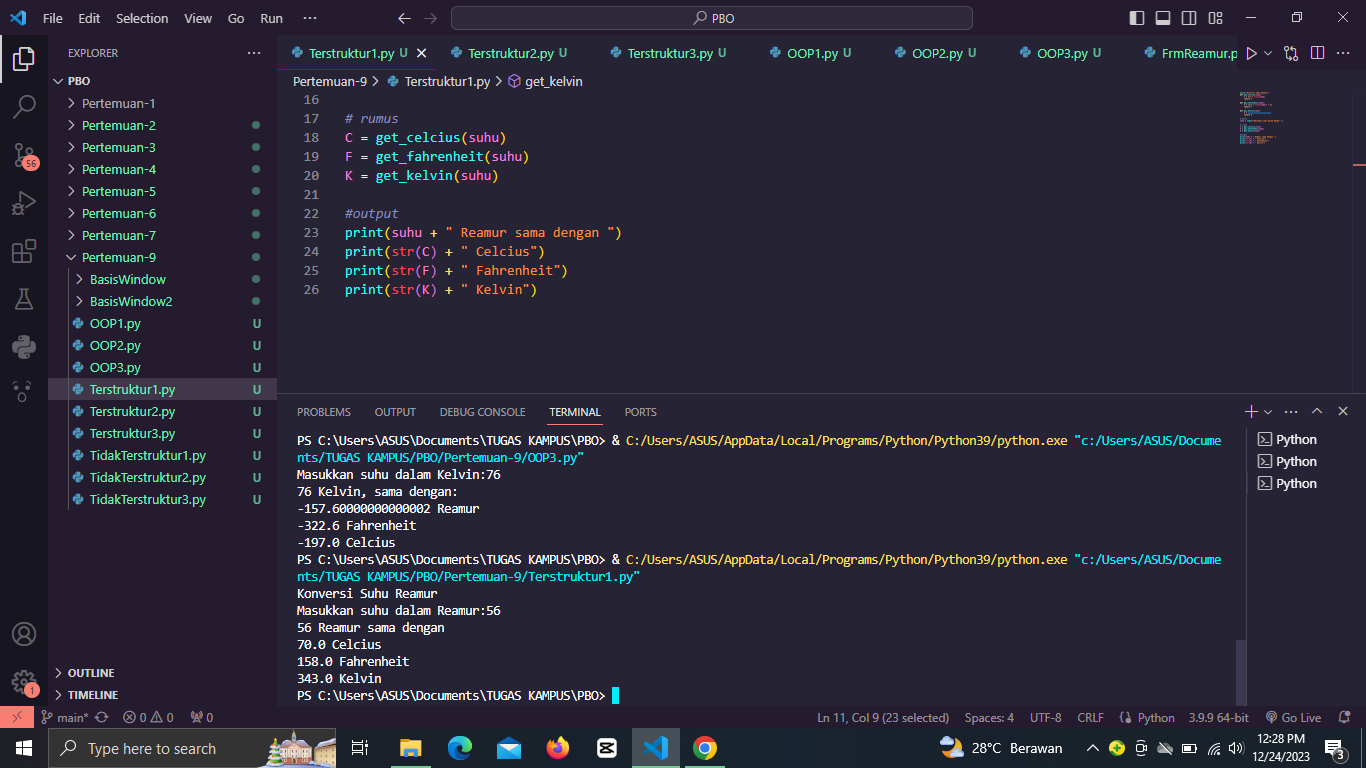 File Edit Selection View Go Run ··· PBO
EXPLORER ···
PBO
Pertemuan-1
Pertemuan-2
Pertemuan-3
Pertemuan-4
Pertemuan-5
Pertemuan-6
Pertemuan-7
Pertemuan-9
BasisWindow
BasisWindow2
OOP1.py U
OOP2.py U
OOP3.py U
Terstruktur1.py U
Terstruktur2.py U
Terstruktur3.py U
TidakTerstruktur1.py U
TidakTerstruktur2.py U
TidakTerstruktur3.py U
OUTLINE
TIMELINE
56
1
Terstruktur1.py U Terstruktur2.py U Terstruktur3.py U OOP1.py U OOP2.py U OOP3.py U FrmReamur.p
Pertemuan-9 > Terstruktur1.py > get_kelvin
16
17 # rumus
18 C = get_celcius(suhu)
19 F = get_fahrenheit(suhu)
20 K = get_kelvin(suhu)
21
22 #output
23 print(suhu + " Reamur sama dengan ")
24 print(str(C) + " Celcius")
25 print(str(F) + " Fahrenheit")
26 print(str(K) + " Kelvin")
PROBLEMS OUTPUT DEBUG CONSOLE TERMINAL PORTS
PS C:\Users\ASUS\Documents\TUGAS KAMPUS\PBO> & C:/Users/ASUS/AppData/Local/Programs/Python/Python39/python.exe "c:/Users/ASUS/Docume
nts/TUGAS KAMPUS/PBO/Pertemuan-9/OOP3.py"
Masukkan suhu dalam Kelvin:76
76 Kelvin, sama dengan:
-157.60000000000002 Reamur
-322.6 Fahrenheit
-197.0 Celcius
PS C:\Users\ASUS\Documents\TUGAS KAMPUS\PBO> & C:/Users/ASUS/AppData/Local/Programs/Python/Python39/python.exe "c:/Users/ASUS/Docume
nts/TUGAS KAMPUS/PBO/Pertemuan-9/Terstruktur1.py"
Konversi Suhu Reamur
Masukkan suhu dalam Reamur:56
56 Reamur sama dengan
70.0 Celcius
158.0 Fahrenheit
343.0 Kelvin
PS C:\Users\ASUS\Documents\TUGAS KAMPUS\PBO>
Python
Python
Python
main* 0 0 0 Ln 11, Col 9 (23 selected) Spaces: 4 UTF-8 CRLF Python 3.9.9 64-bit Go Live
Type here to search 28°C Berawan 12:28 PM
12/24/2023 3